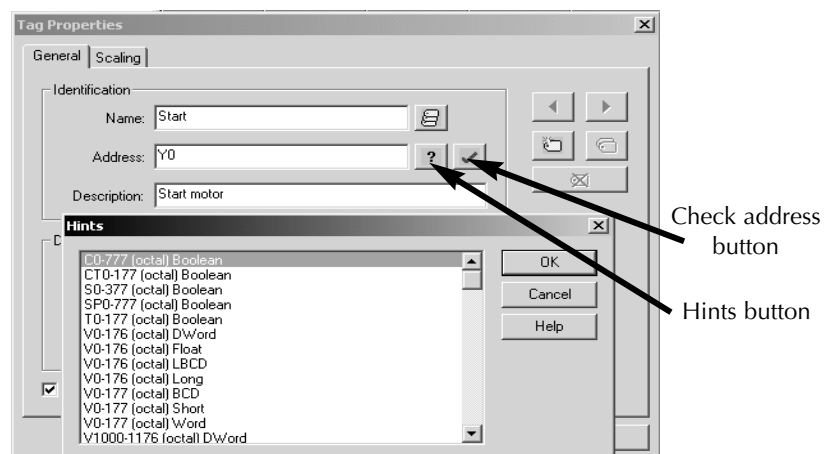 Tag Properties
General
Scaling
Identification
Name: Start
Address: Y0
?
Description: Start motor
Hints
D
C0-777 (octal) Boolean
CT0-177 (octal) Boolean
S0-377 (octal) Boolean
SP0-777 (octal) Boolean
T0-177 (octal) Boolean
V0-176 (octal) DWord
V0-176 (octal) Float
V0-176 (octal) LBCD
V0-176 (octal) Long
V0-177 (octal) BCD
V0-177 (octal) Short
V0-177 (octal) Word
V1000-1176 (octal) DWord
OK
Cancel
Help
Check address
button
Hints button